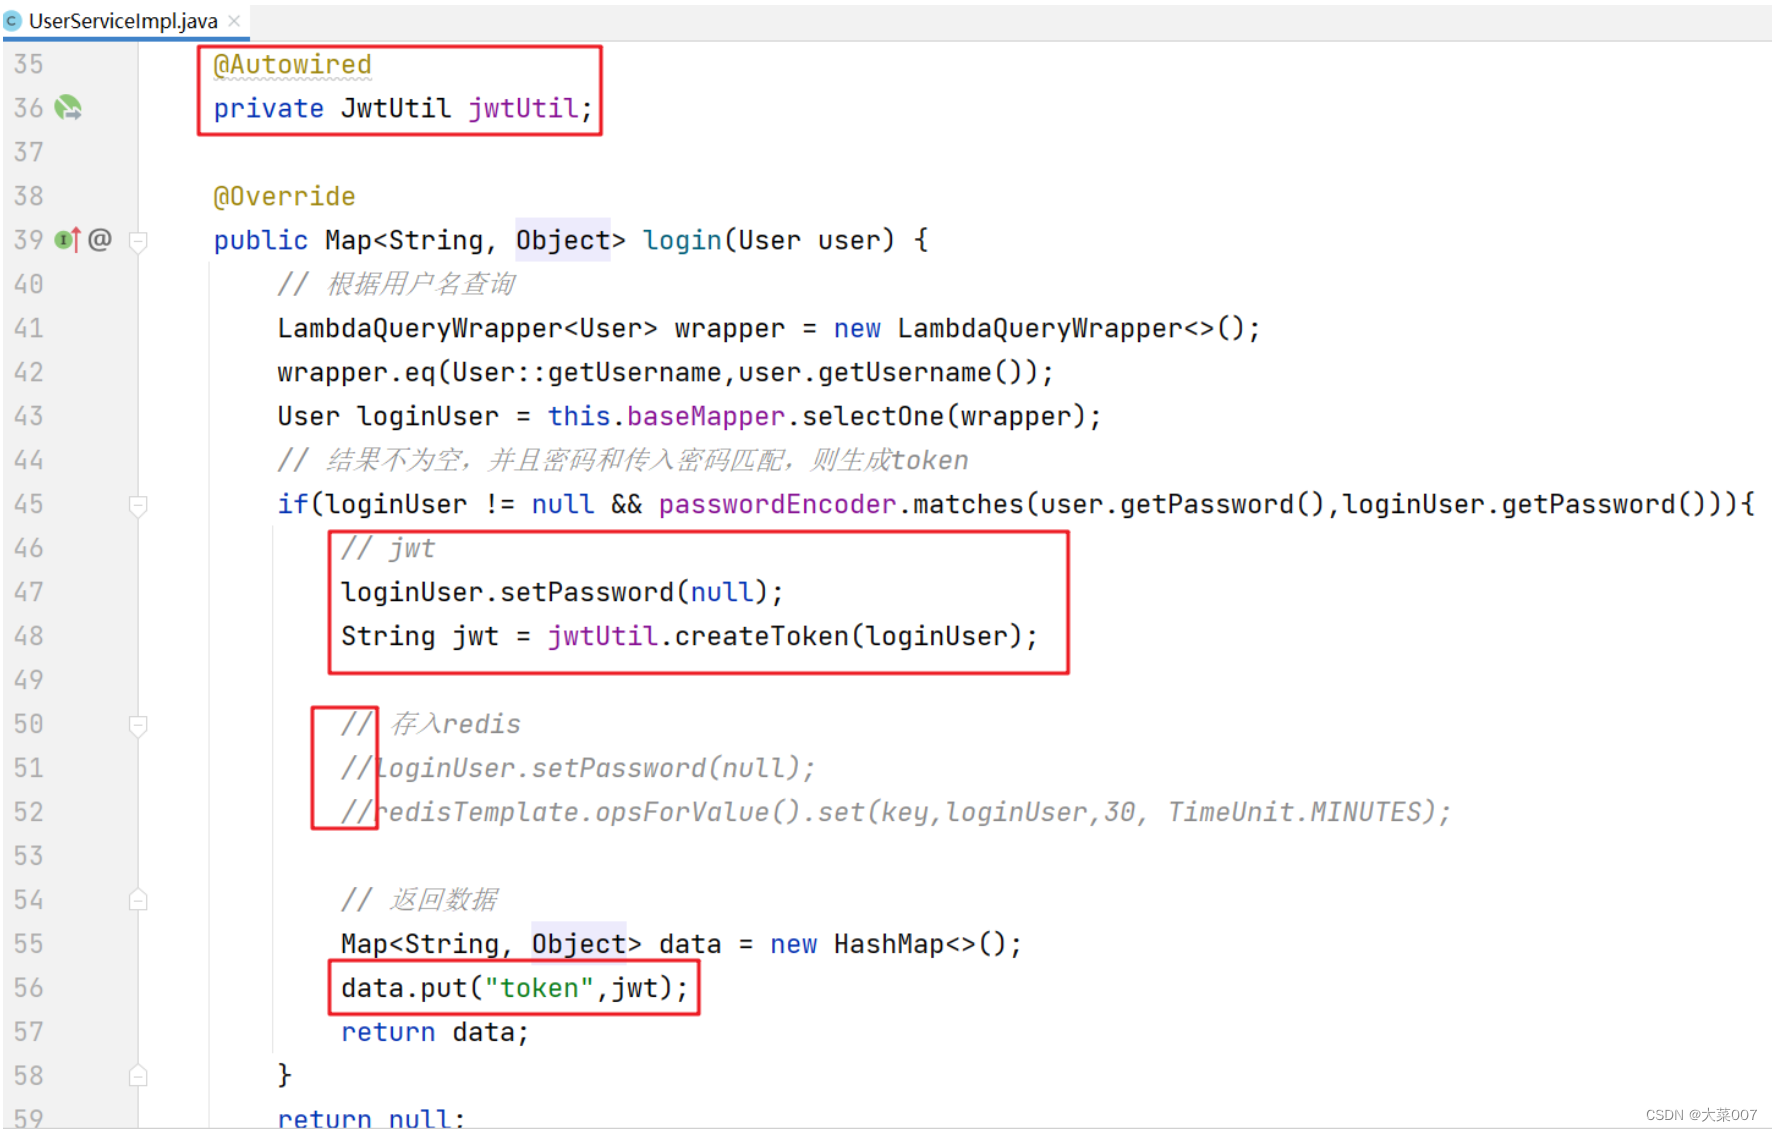 UserServiceImpl.java
35 @Autowired
36 private JwtUtil jwtUtil;
37
38 @Override
39 public Map<String, Object> login(User user) {
40 // 根据用户名查询
41 LambdaQueryWrapper<User> wrapper = new LambdaQueryWrapper<>();
42 wrapper.eq(User::getUsername,user.getUsername());
43 User loginUser = this.baseMapper.selectOne(wrapper);
44 // 结果不为空，并且密码和传入密码匹配，则生成token
45 if(loginUser != null && passwordEncoder.matches(user.getPassword(),loginUser.getPassword())){
46 // jwt
47 loginUser.setPassword(null);
48 String jwt = jwtUtil.createToken(loginUser);
49
50 // 存入redis
51 //loginUser.setPassword(null);
52 //redisTemplate.opsForValue().set(key,loginUser,30, TimeUnit.MINUTES);
53
54 // 返回数据
55 Map<String, Object> data = new HashMap<>();
56 data.put("token",jwt);
57 return data;
58 }
59 return null;
CSDN @大菜007